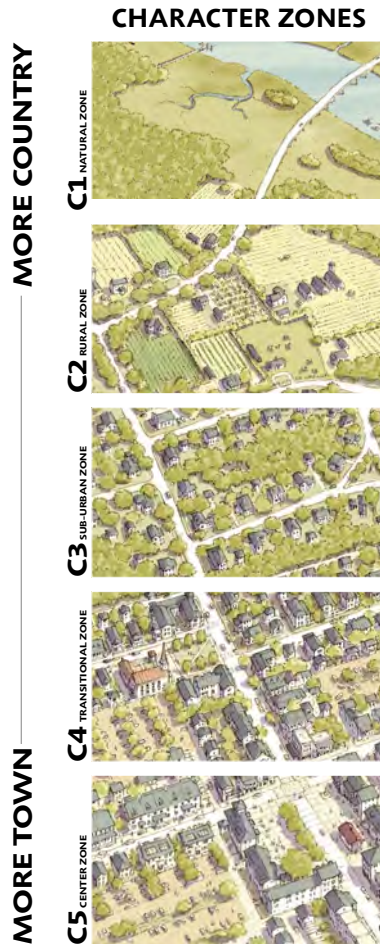 CHARACTER ZONES
MORE COUNTRY
C1 NATURAL ZONE
C2 RURAL ZONE
C3 SUB-URBAN ZONE
C4 TRANSITIONAL ZONE
C5 CENTER ZONE
MORE TOWN